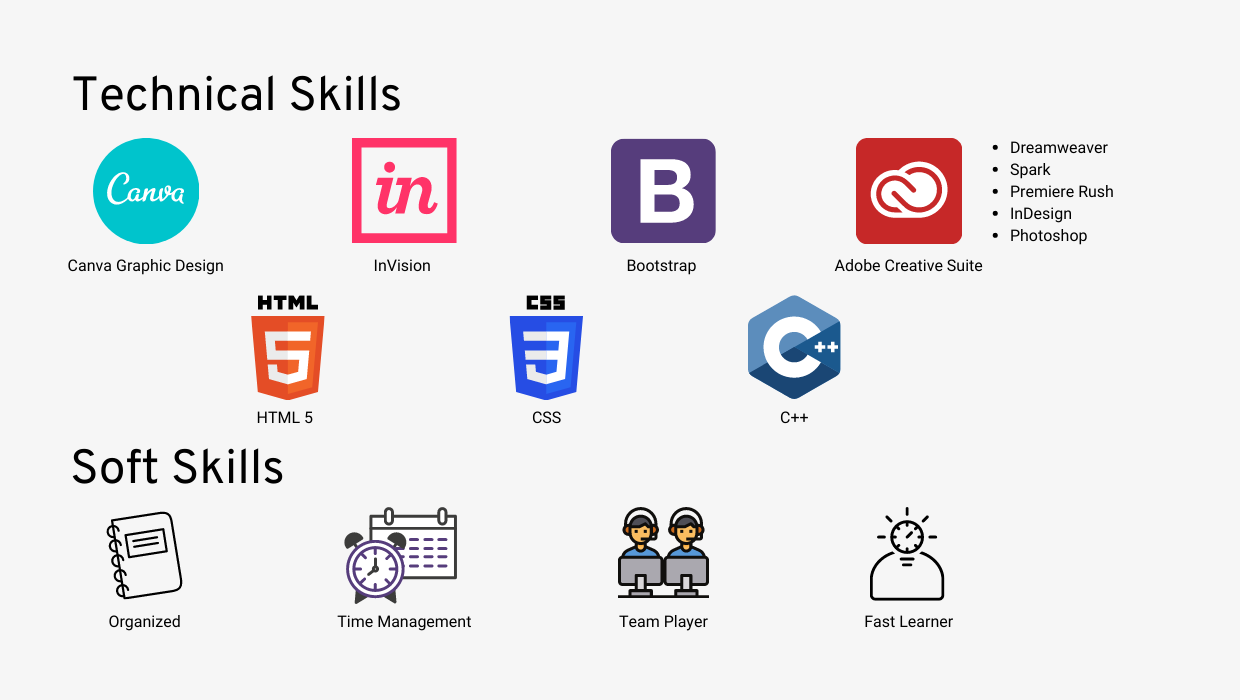 Technical Skills
Canva
in
B
Dreamweaver
Spark
Premiere Rush
InDesign
Photoshop
Canva Graphic Design
InVision
Bootstrap
Adobe Creative Suite
HTML
CSS
5
3
C++
HTML 5
CSS
C++
Soft Skills
Organized
Time Management
Team Player
Fast Learner